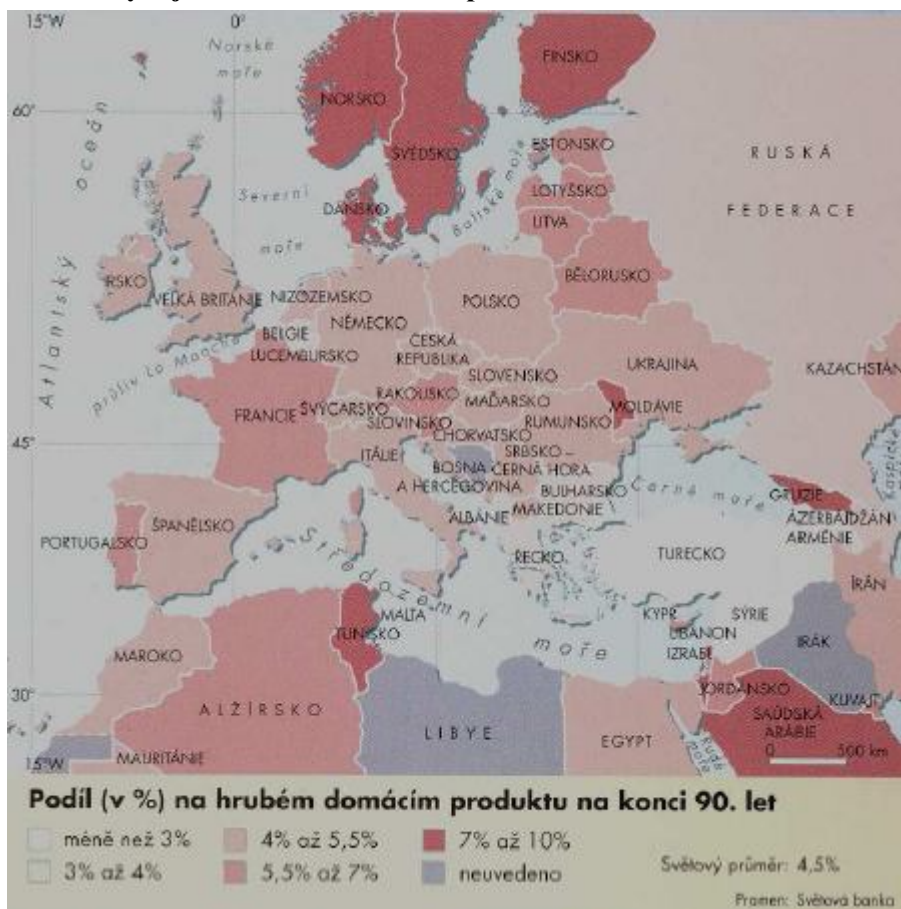 15°W
0°
Norské
moře
FINSKO
NORSKO
60°
ŠVÉDSKO
ESTONSKO
RUSKÁ
oceán
Severní
moře
Baltské moře
LOTYŠSKO
FEDERACE
DÁNSKO
LITVA
BĚLORUSKO
Atlantský
IRSKO
VELKÁ BRITÁNIE
NIZOZEMSKO
POLSKO
NĚMECKO
BELGIE
LUCEMBURSKO
ČESKÁ
REPUBLIKA
UKRAJINA
KAZACHSTÁN
průliv La Manche
SLOVENSKO
RAKOUSKO
MAĎARSKO
MOLDÁVIE
FRANCIE
ŠVÝCARSKO
SLOVINSKO
RUMUNSKO
CHORVATSKO
45°
ITÁLIE
SRBSKO –
ČERNÁ HORA
BOSNA
A HERCEGOVINA
Kaspické
BULHARSKO
Černé moře
GRUZIE
MAKEDONIE
ÁZERBÁJDŽÁN
ARMÉNIE
ŠPANĚLSKO
ALBÁNIE
PORTUGALSKO
ŘECKO
TURECKO
Středozemní
moře
ÍRÁN
MALTA
KYPR
SÝRIE
TUNISKO
LIBANON
IZRAEL
IRÁK
MAROKO
30°
JORDÁNSKO
KUVAJT
ALŽÍRSKO
LIBYE
EGYPT
SAÚDSKÁ
ARÁBIE
Rudé
moře
0 500 km
MAURITÁNIE
15°W
Podíl (v %) na hrubém domácím produktu na konci 90. let
méně než 3%
4% až 5,5%
7% až 10%
3% až 4%
5,5% až 7%
neuvedeno
Světový průměr: 4,5%
Pramen: Světová banka